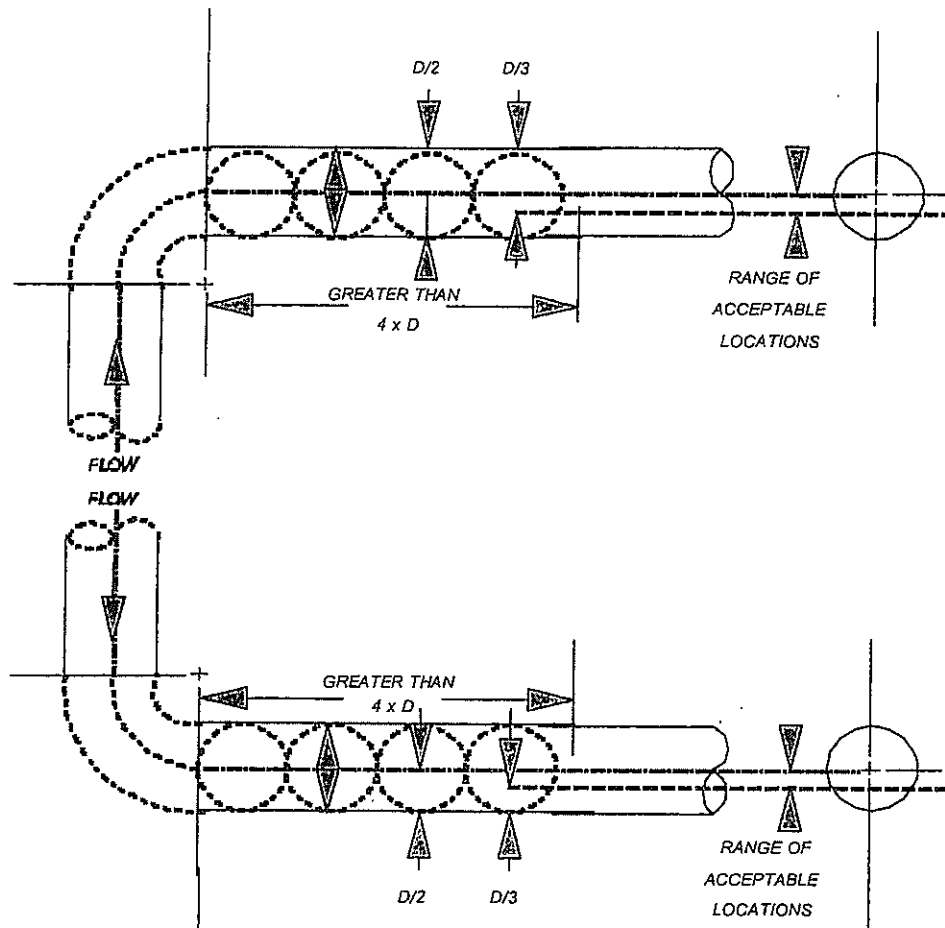 D/2
D/3
GREATER THAN
4 x D
RANGE OF
ACCEPTABLE
LOCATIONS
FLOW
FLOW
GREATER THAN
4 x D
RANGE OF
ACCEPTABLE
LOCATIONS
D/2
D/3